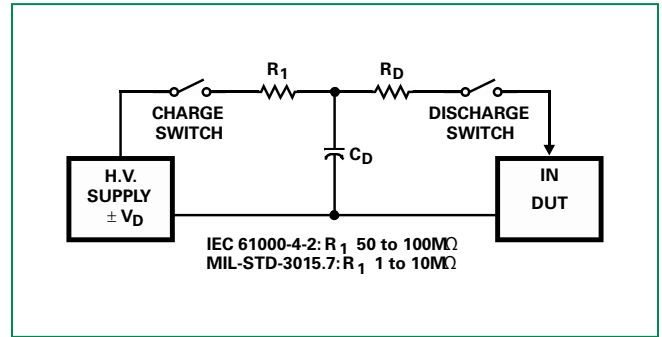 R1
RD
CHARGE
SWITCH
DISCHARGE
SWITCH
CD
H.V.
SUPPLY
± VD
IN
DUT
IEC 61000-4-2: R1 50 to 100MΩ
MIL-STD-3015.7: R1 1 to 10MΩ